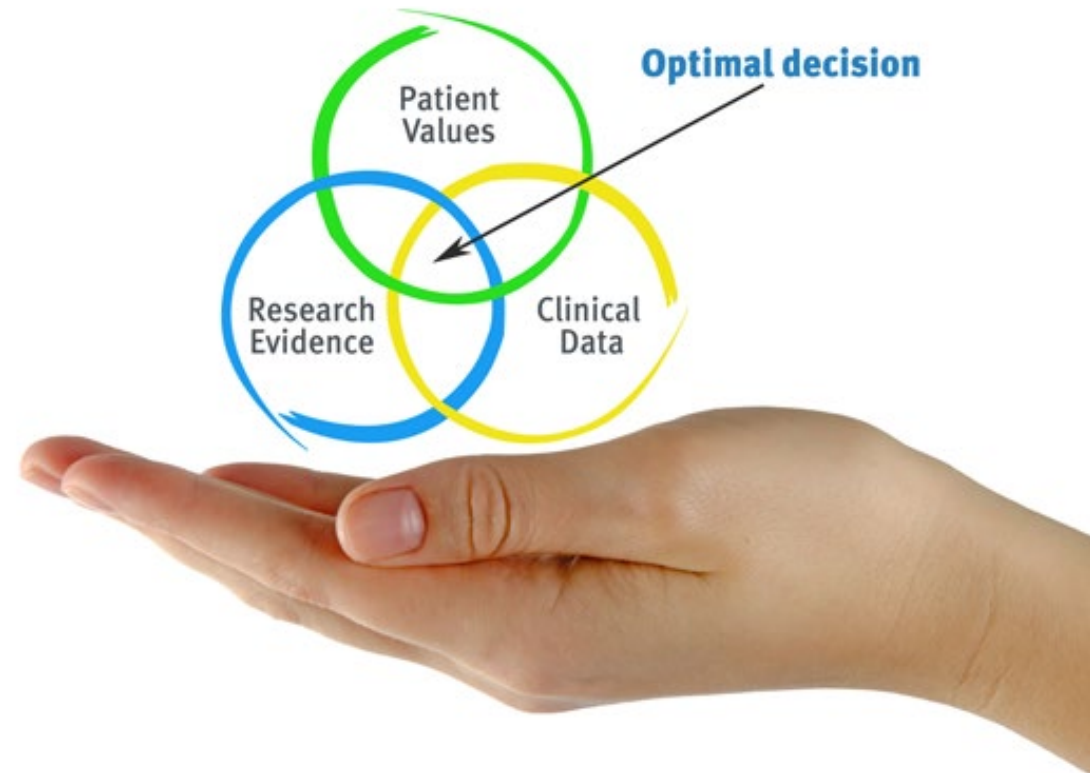 Optimal decision
Patient
Values
Research
Evidence
Clinical
Data